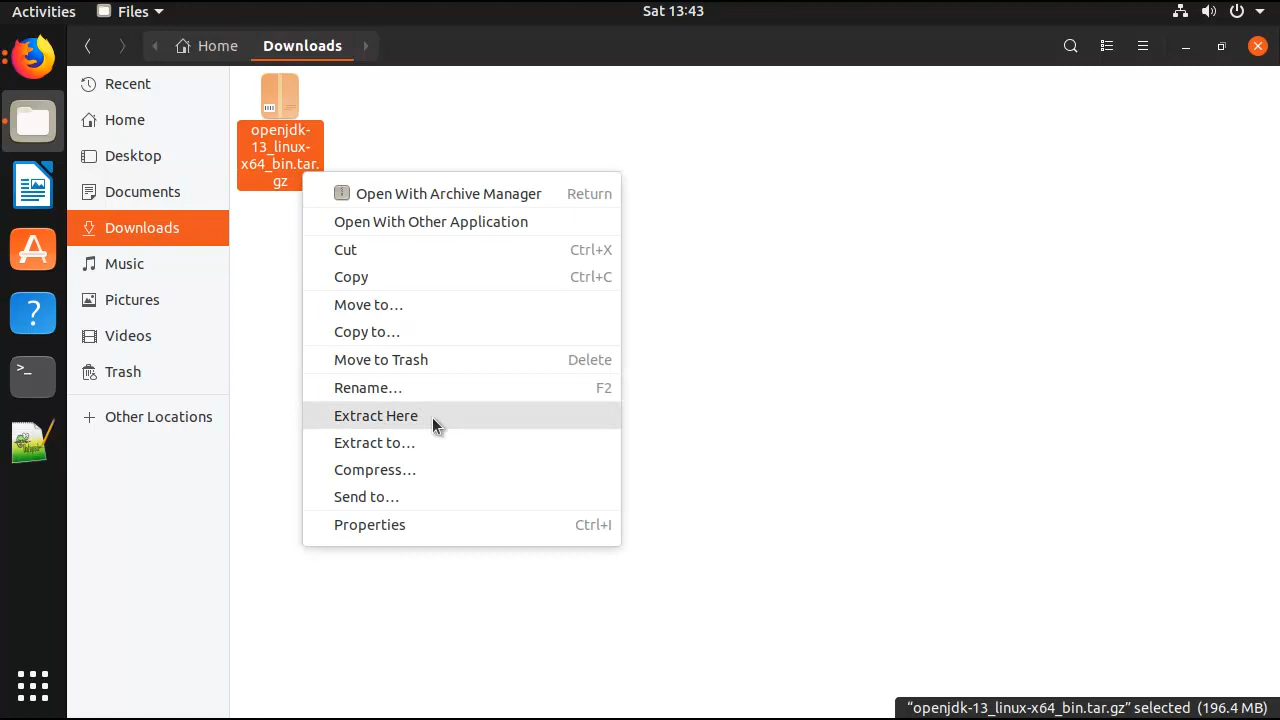 Activities Files Sat 13:43
Home Downloads
Recent
Home
Desktop
Documents
Downloads
Music
Pictures
Videos
Trash
Other Locations
openjdk-
13_linux-
x64_bin.tar.
gz
Open With Archive Manager Return
Open With Other Application
Cut Ctrl+X
Copy Ctrl+C
Move to…
Copy to…
Move to Trash Delete
Rename… F2
Extract Here
Extract to…
Compress…
Send to…
Properties Ctrl+I
“openjdk-13_linux-x64_bin.tar.gz” selected (196.4 MB)